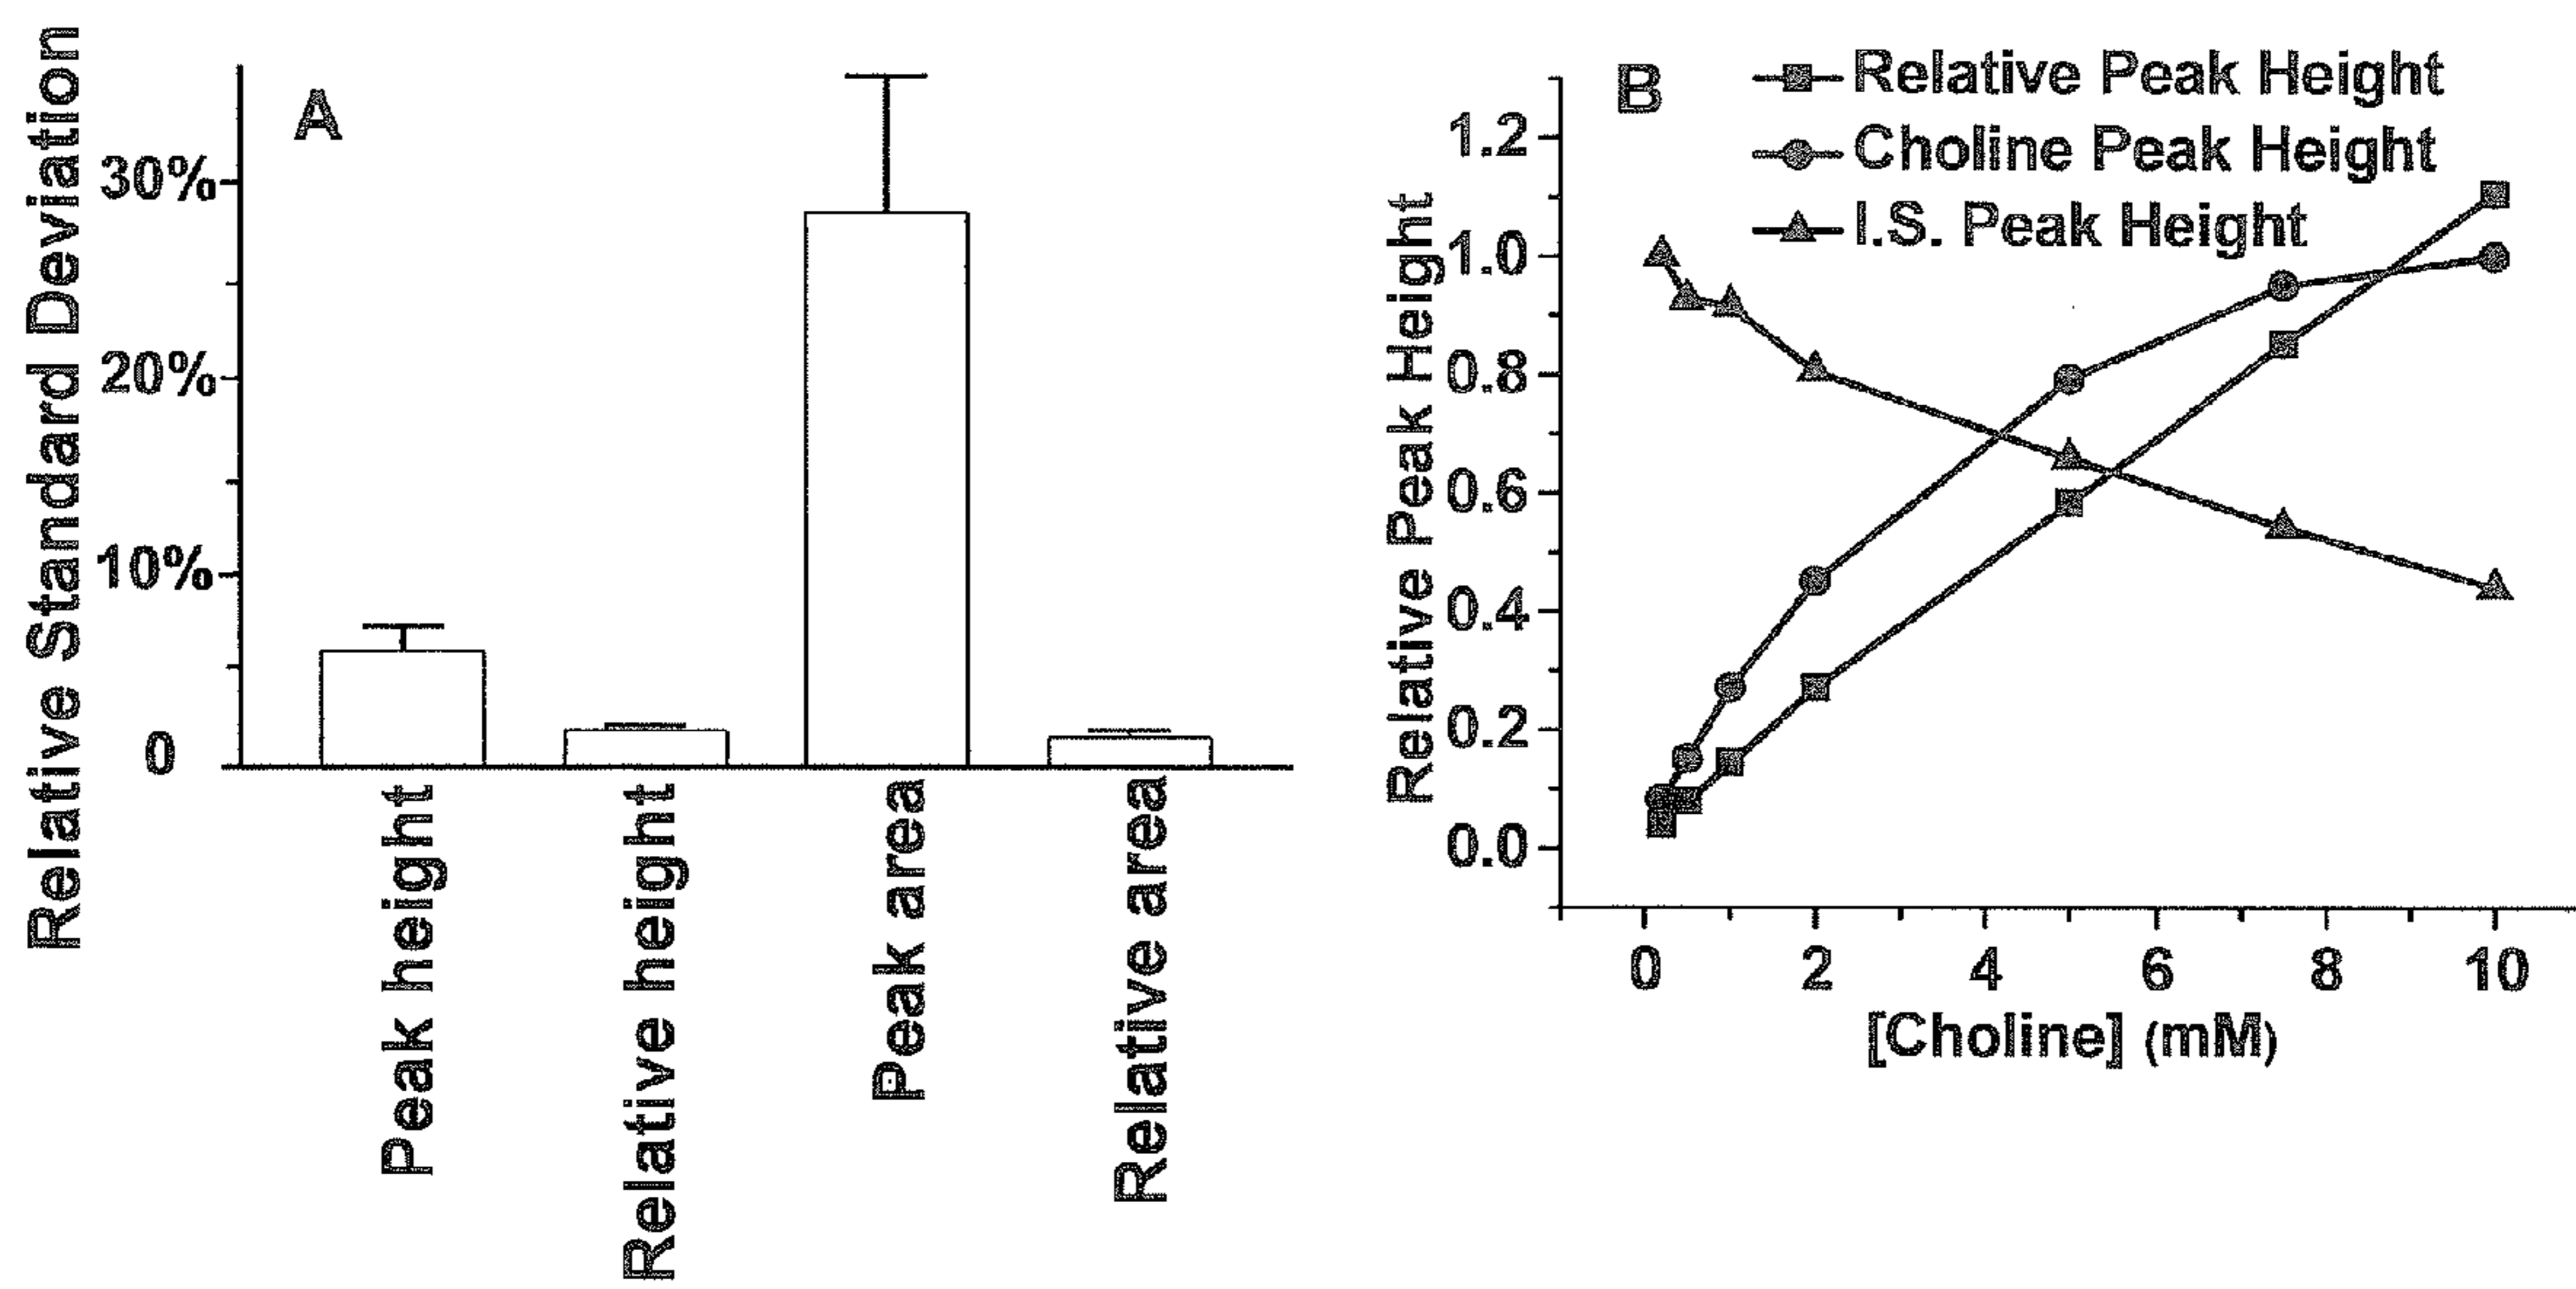 Relative Standard Deviation
A
30%
20%
10%
0
Peak height
Relative height
Peak area
Relative area
B
Relative Peak Height
Choline Peak Height
I.S. Peak Height
Relative Peak Height
1.2
1.0
0.8
0.6
0.4
0.2
0.0
0 2 4 6 8 10
[Choline] (mM)